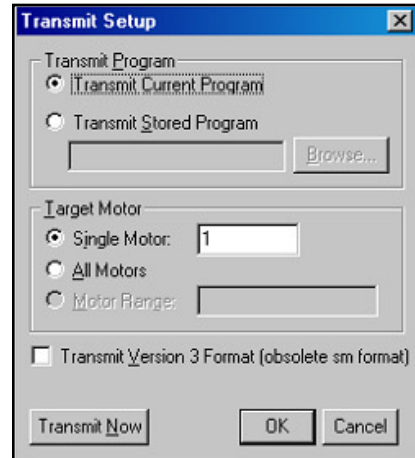 Transmit Setup
Transmit Program
Transmit Current Program
Transmit Stored Program
Browse...
Target Motor
Single Motor: 1
All Motors
Motor Range:
Transmit Version 3 Format (obsolete sm format)
Transmit Now OK Cancel